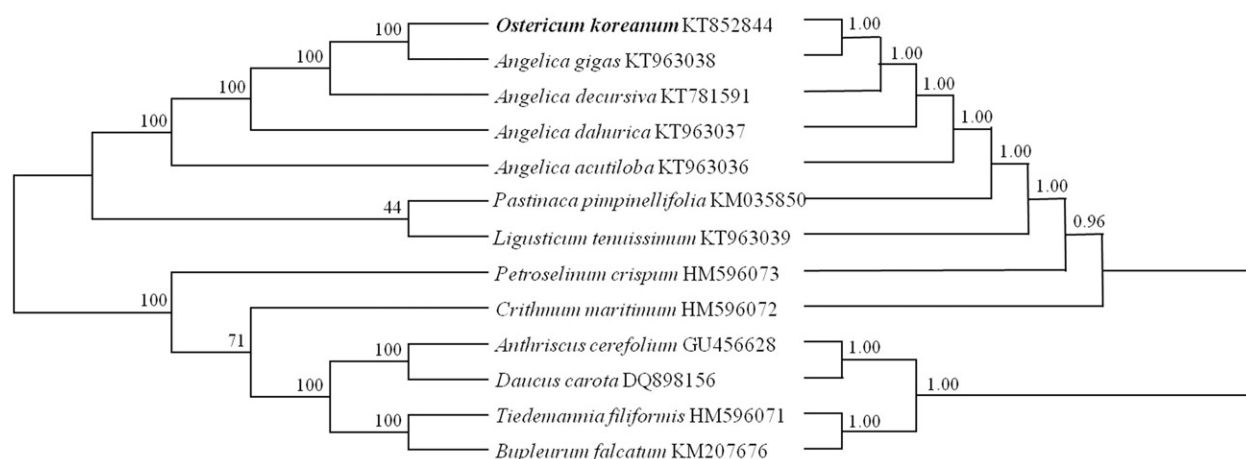 100 Ostericum koreanum KT852844 1.00
100 Angelica gigas KT963038 1.00
100 Angelica decursiva KT781591 1.00
100 Angelica dahurica KT963037 1.00
Angelica acutiloba KT963036 1.00
44 Pastinaca pimpinellifolia KM035850 1.00
Ligusticum tenuissimum KT963039 0.96
100 Petroselinum crispum HM596073
71 Crithmum maritimum HM596072
100 Anthriscus cerefolium GU456628 1.00
100 Daucus carota DQ898156 1.00
100 Tiedemannia filiformis HM596071 1.00
Bupleurum falcatum KM207676